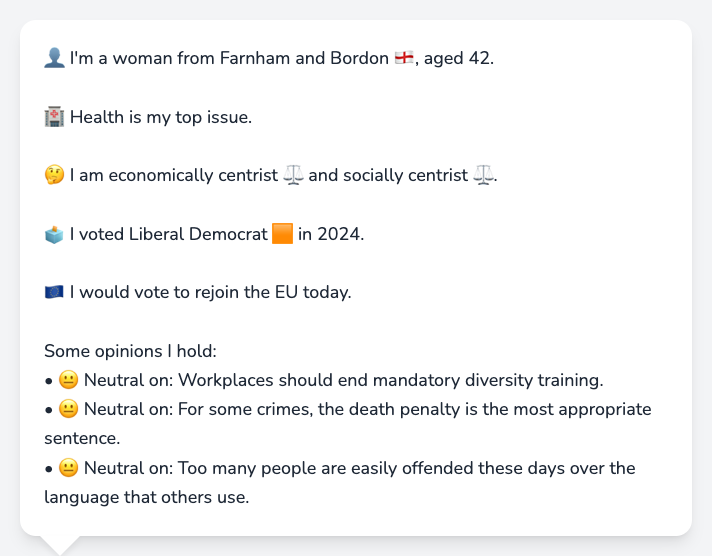 👤 I'm a woman from Farnham and Bordon 🏴󠁧󠁢󠁥󠁮󠁧󠁿, aged 42.
🏥 Health is my top issue.
🤔 I am economically centrist ⚖️ and socially centrist ⚖️.
🗳️ I voted Liberal Democrat 🟧 in 2024.
🇪🇺 I would vote to rejoin the EU today.
Some opinions I hold:
• 😐 Neutral on: Workplaces should end mandatory diversity training.
• 😐 Neutral on: For some crimes, the death penalty is the most appropriate
sentence.
• 😐 Neutral on: Too many people are easily offended these days over the
language that others use.